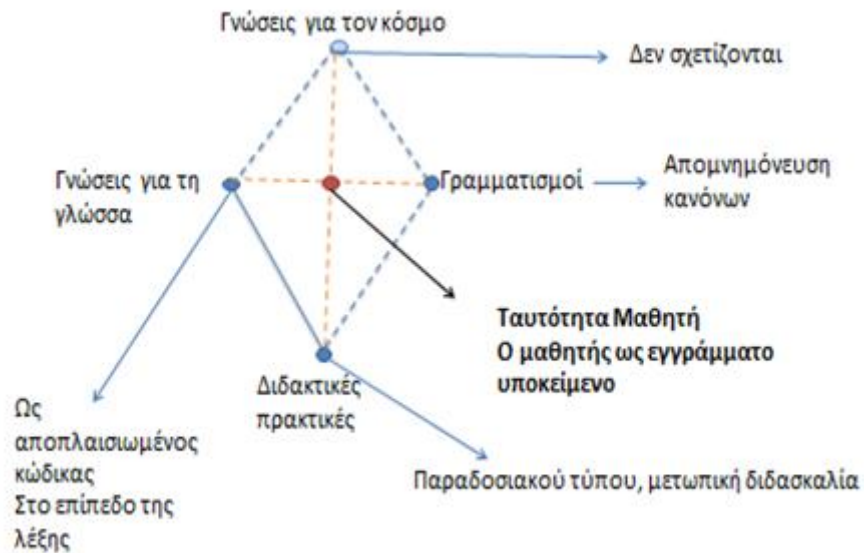 Γνώσεις για τον κόσμο
Δεν σχετίζονται
Γνώσεις για τη
γλώσσα
Γραμματισμοί
Απομνημόνευση
κανόνων
Ταυτότητα Μαθητή
Ο μαθητής ως εγγράμματο
υποκείμενο
Διδακτικές
πρακτικές
Ως
αποπλαισιωμένος
κώδικας
Στο επίπεδο της
λέξης
Παραδοσιακού τύπου, μετωπική διδασκαλία